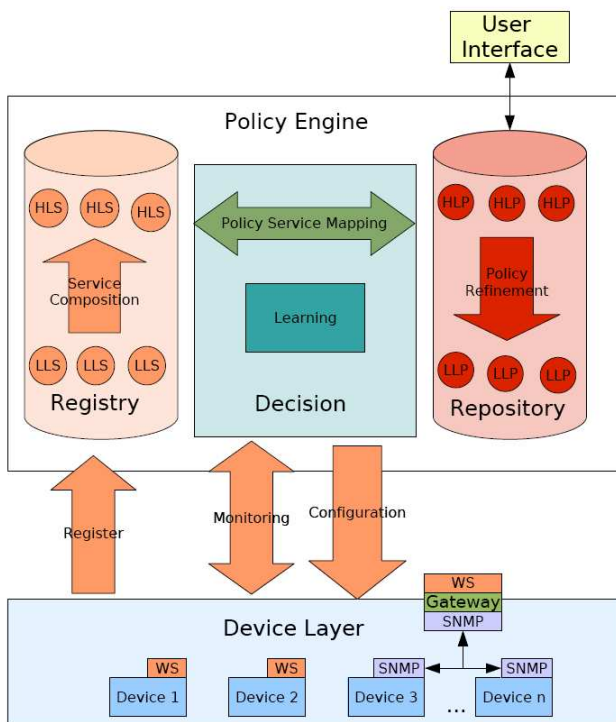 User
Interface
Policy Engine
HLS HLS HLS
Policy Service Mapping
HLP HLP HLP
Service
Composition
Learning
Policy
Refinement
LLS LLS LLS
LLP LLP LLP
Registry
Decision
Repository
Register
Monitoring
Configuration
WS
Gateway
SNMP
Device Layer
WS
Device 1
WS
Device 2
SNMP
Device 3
...
SNMP
Device n